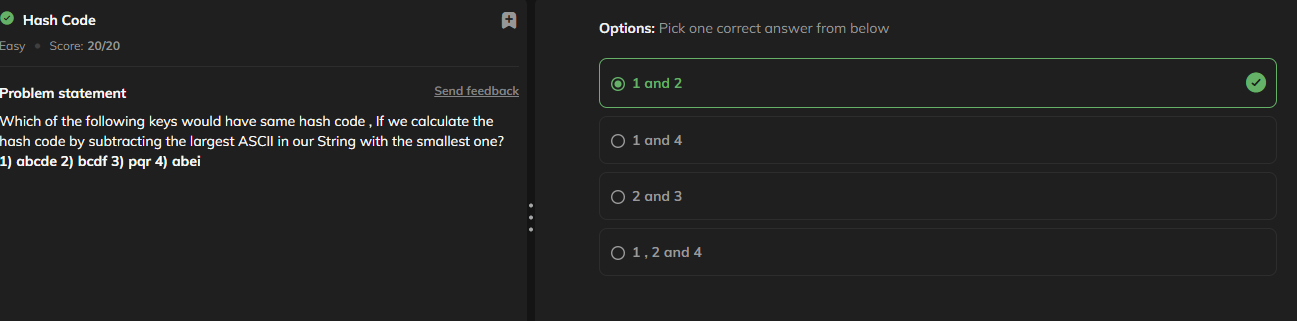 Hash Code
Easy • Score: 20/20
Problem statement
Send feedback
Which of the following keys would have same hash code , If we calculate the
hash code by subtracting the largest ASCII in our String with the smallest one?
1) abcde 2) bcdf 3) pqr 4) abei
Options: Pick one correct answer from below
1 and 2
1 and 4
2 and 3
1 , 2 and 4